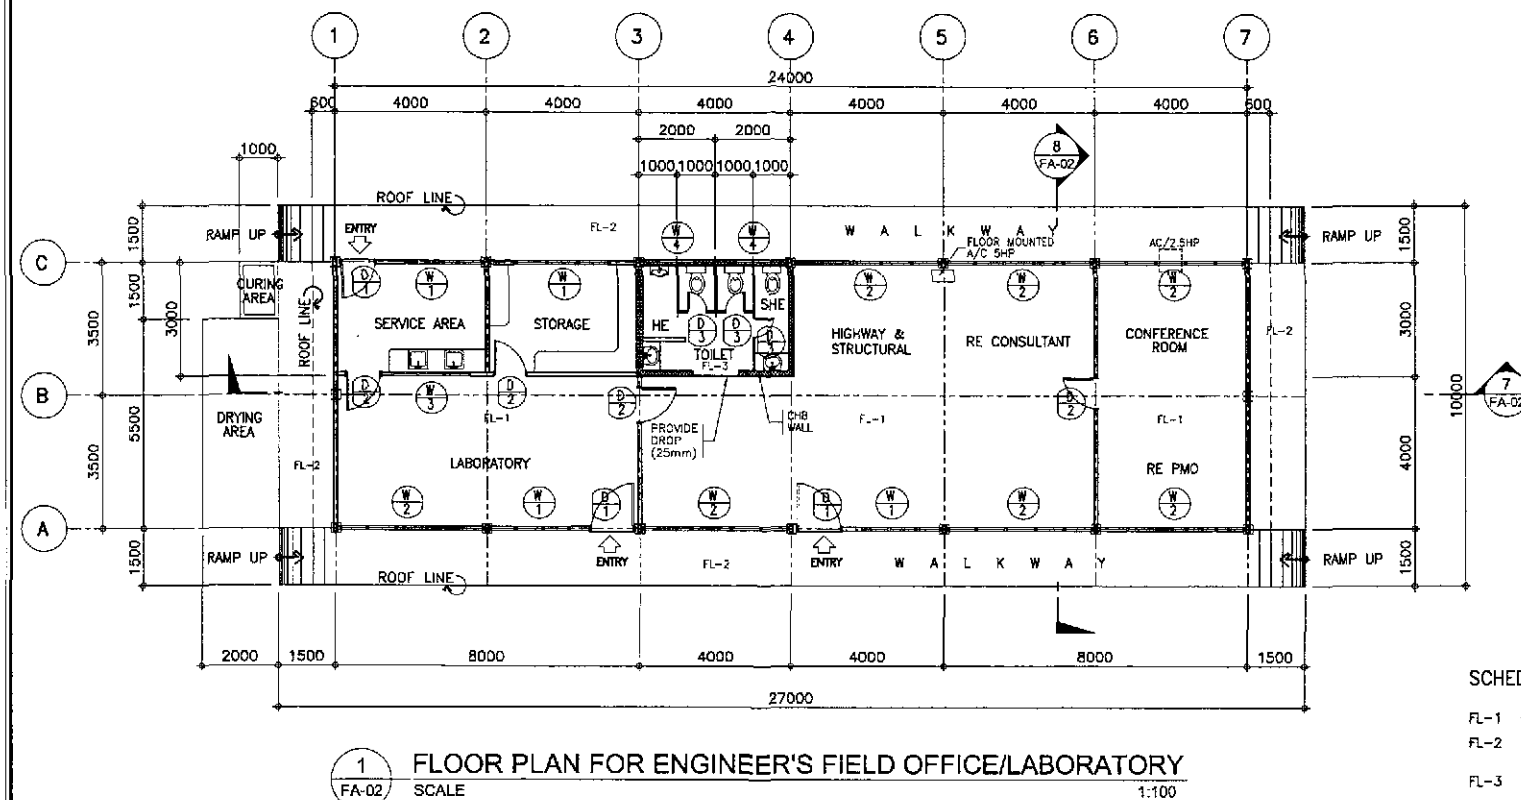 1 2 3 4 5 6 7
24000
600 4000 4000 4000 4000 4000 4000 600
2000 2000
1000 1000 1000 1000 1000
8
FA-02
ROOF LINE
RAMP UP
ENTRY
FL-2
W
4
W
4
W A L K W A Y
FLOOR MOUNTED
A/C 5HP
AC/2.5HP
RAMP UP
1500
1500
C
CURING
AREA
D
1
W
1
W
1
W
2
W
2
W
2
SHE
HE
SERVICE AREA
STORAGE
D
3
D
3
D
3
TOILET
FL-3
HIGHWAY &
STRUCTURAL
RE CONSULTANT
CONFERENCE
ROOM
FL-2
ROOF LINE
1500
3000
3500
3000
10000
7
FA-02
B
DRYING
AREA
D
2
W
3
D
2
D
2
D
2
FL-1
FL-1
FL-1
PROVIDE
DROP
(25mm)
CHB
WALL
5500
3500
4000
FL-2
LABORATORY
RE PMO
W
2
W
1
D
1
W
2
D
1
W
1
W
2
W
2
A
1500
1500
RAMP UP
ROOF LINE
ENTRY
FL-2
ENTRY
W A L K W A Y
RAMP UP
2000 1500 8000 4000 4000 8000 1500
27000
SCHED
FL-1
FL-2
FL-3
1
FA-02
FLOOR PLAN FOR ENGINEER'S FIELD OFFICE/LABORATORY
SCALE 1:100